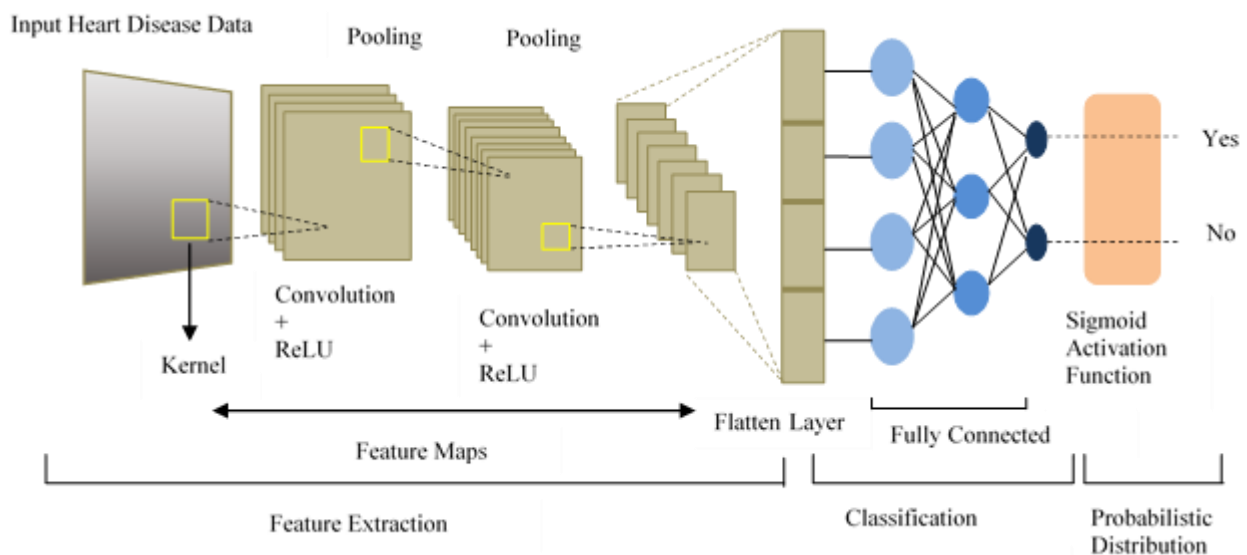 Input Heart Disease Data
Pooling
Pooling
Convolution
+
ReLU
Convolution
+
ReLU
Kernel
Yes
No
Sigmoid
Activation
Function
Flatten Layer
Fully Connected
Feature Maps
Feature Extraction
Classification
Probabilistic
Distribution